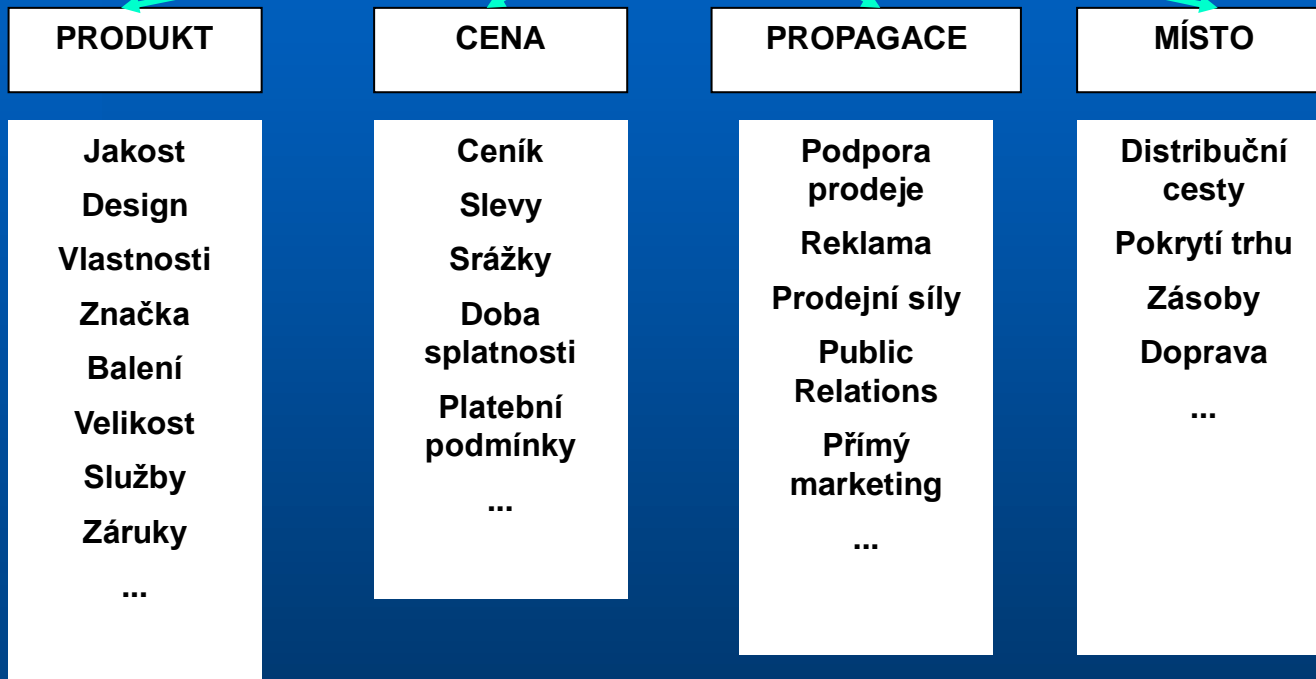 PRODUKT
Jakost
Design
Vlastnosti
Značka
Balení
Velikost
Služby
Záruky
...
CENA
Ceník
Slevy
Srážky
Doba
splatnosti
Platební
podmínky
...
PROPAGACE
Podpora
prodeje
Reklama
Prodejní síly
Public
Relations
Přímý
marketing
...
MÍSTO
Distribuční
cesty
Pokrytí trhu
Zásoby
Doprava
...